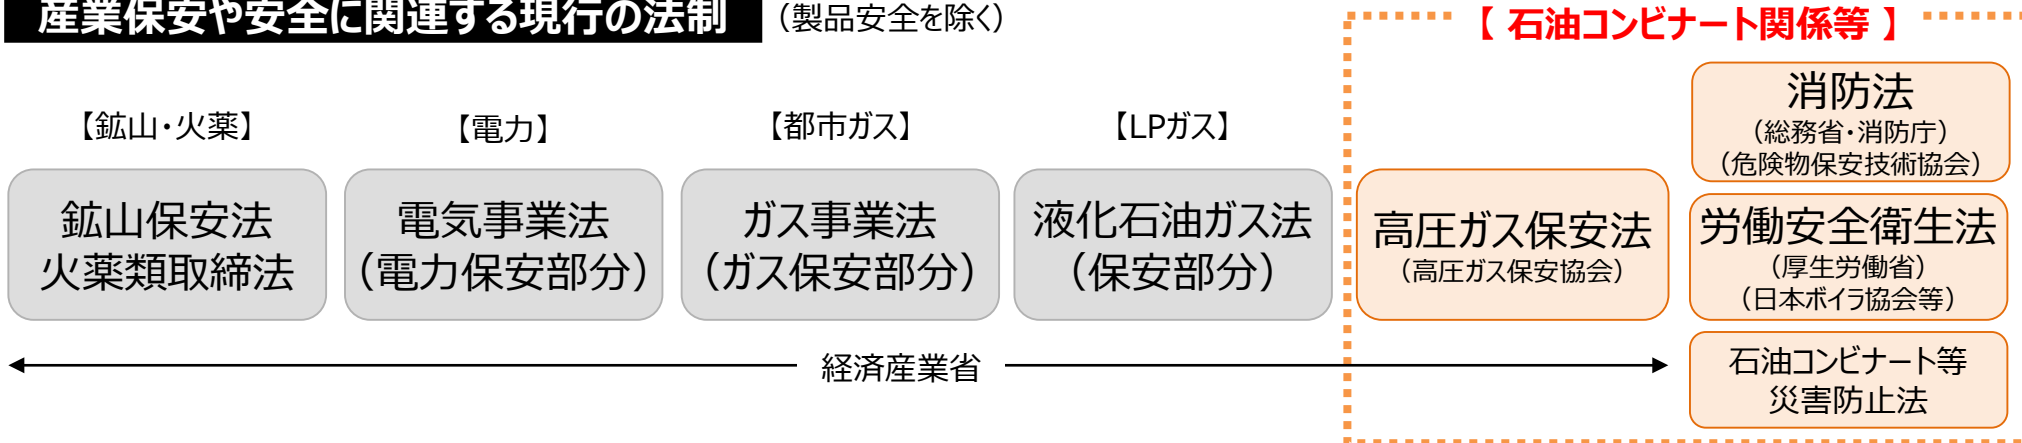 産業保安や安全に関連する現行の法制 （製品安全を除く）
【 石油コンビナート関係等 】
【鉱山・火薬】
鉱山保安法
火薬類取締法
【電力】
電気事業法
（電力保安部分）
【都市ガス】
ガス事業法
（ガス保安部分）
【LPガス】
液化石油ガス法
（保安部分）
高圧ガス保安法
（高圧ガス保安協会）
消防法
（総務省・消防庁）
（危険物保安技術協会）
労働安全衛生法
（厚生労働省）
（日本ボイラ協会等）
石油コンビナート等
災害防止法
経済産業省